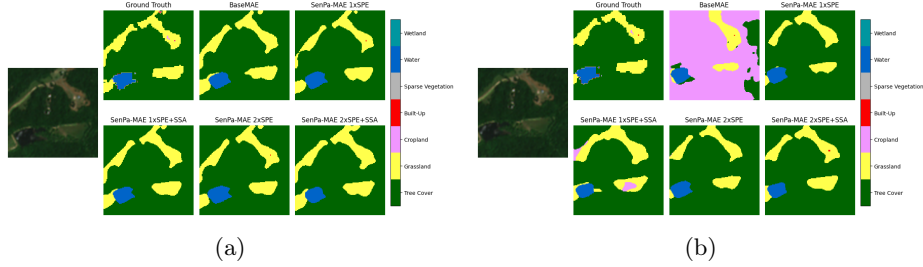 Ground Trouth BaseMAE SenPa-MAE 1xSPE
SenPa-MAE 1xSPE+SSA SenPa-MAE 2xSPE SenPa-MAE 2xSPE+SSA
Wetland
Water
Sparse Vegetation
Built-Up
Cropland
Grassland
Tree Cover
(a)
Ground Trouth BaseMAE SenPa-MAE 1xSPE
SenPa-MAE 1xSPE+SSA SenPa-MAE 2xSPE SenPa-MAE 2xSPE+SSA
Wetland
Water
Sparse Vegetation
Built-Up
Cropland
Grassland
Tree Cover
(b)